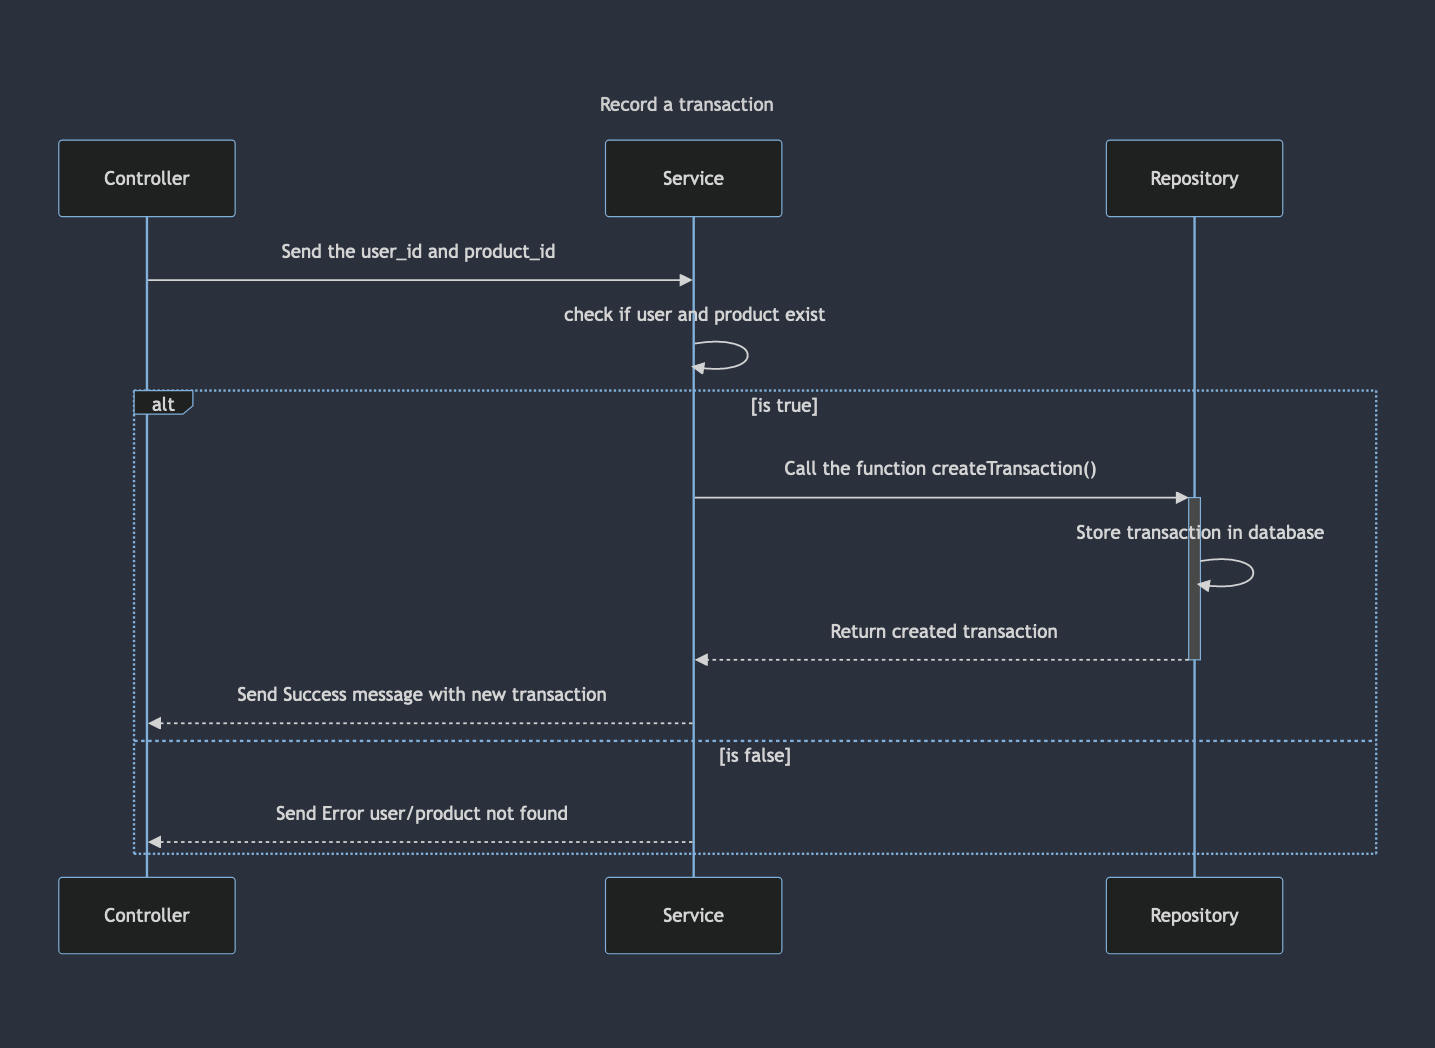 Record a transaction
Controller
Service
Repository
Send the user_id and product_id
check if user and product exist
alt
[is true]
Call the function createTransaction()
Store transaction in database
Return created transaction
Send Success message with new transaction
[is false]
Send Error user/product not found
Controller
Service
Repository